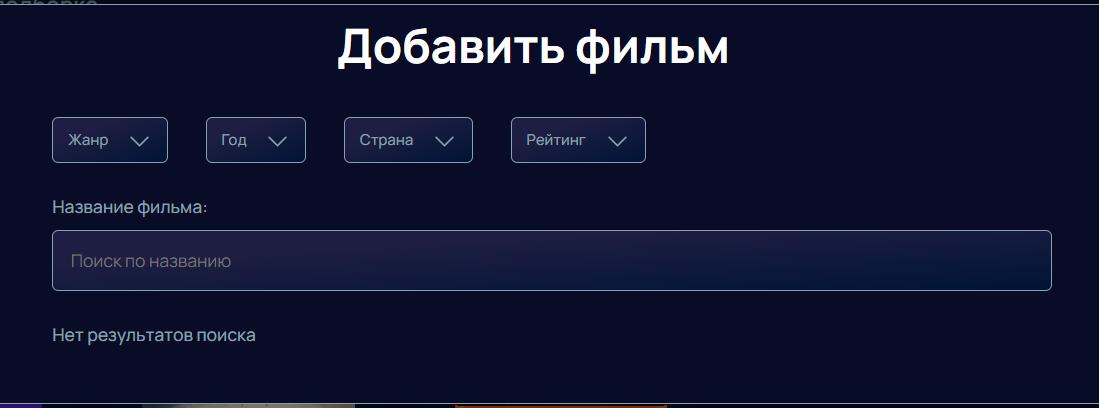 Добавить фильм
Жанр Год Страна Рейтинг
Название фильма:
Поиск по названию
Нет результатов поиска